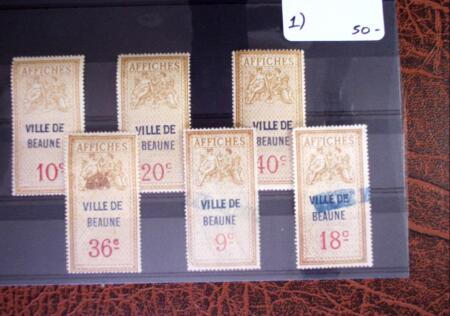 1) 50-
AFFICHES
VILLE DE
BEAUNE
10c
AFFICHES
VILLE DE
BEAUNE
20c
AFFICHES
VILLE DE
BEAUNE
40c
AFFICHES
VILLE DE
BEAUNE
36c
AFFICHES
VILLE DE
BEAUNE
9c
AFFICHES
VILLE DE
BEAUNE
18c